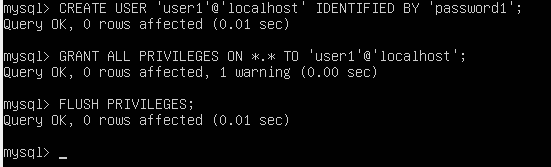 mysql> CREATE USER 'user1'@'localhost' IDENTIFIED BY 'password1';
Query OK, 0 rows affected (0.01 sec)
mysql> GRANT ALL PRIVILEGES ON *.* TO 'user1'@'localhost';
Query OK, 0 rows affected, 1 warning (0.00 sec)
mysql> FLUSH PRIVILEGES;
Query OK, 0 rows affected (0.01 sec)
mysql> _